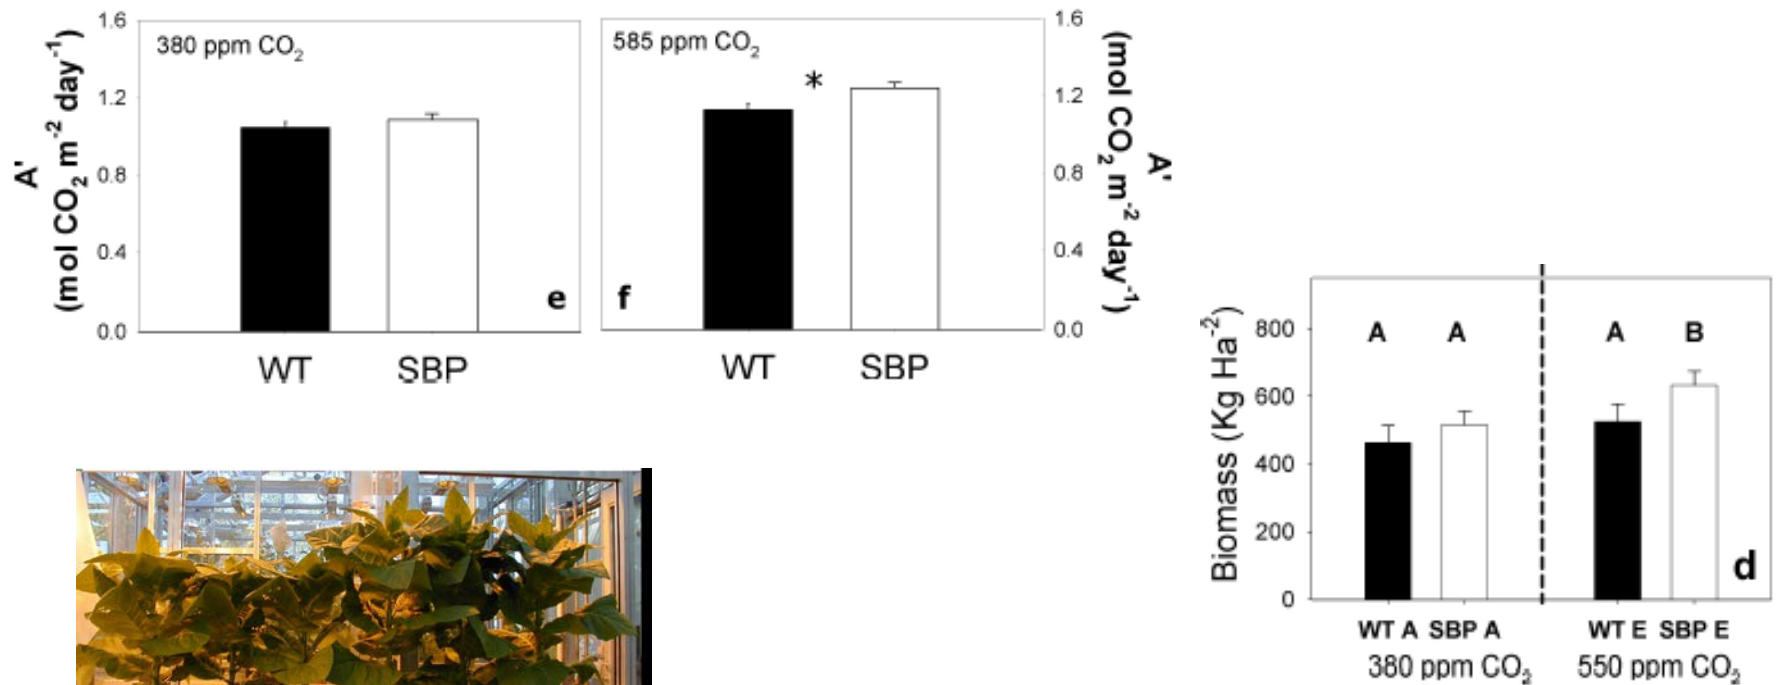 1.6
1.2
0.8
0.4
0.0
A'
(mol CO₂ m⁻² day⁻¹)
380 ppm CO₂
e
WT SBP
585 ppm CO₂
*
f
WT SBP
1.6
1.2
0.8
0.4
0.0
A'
(mol CO₂ m⁻² day⁻¹)
Biomass (Kg Ha⁻²)
800
600
400
200
0
A A A B
d
WT A SBP A WT E SBP E
380 ppm CO₂ 550 ppm CO₂